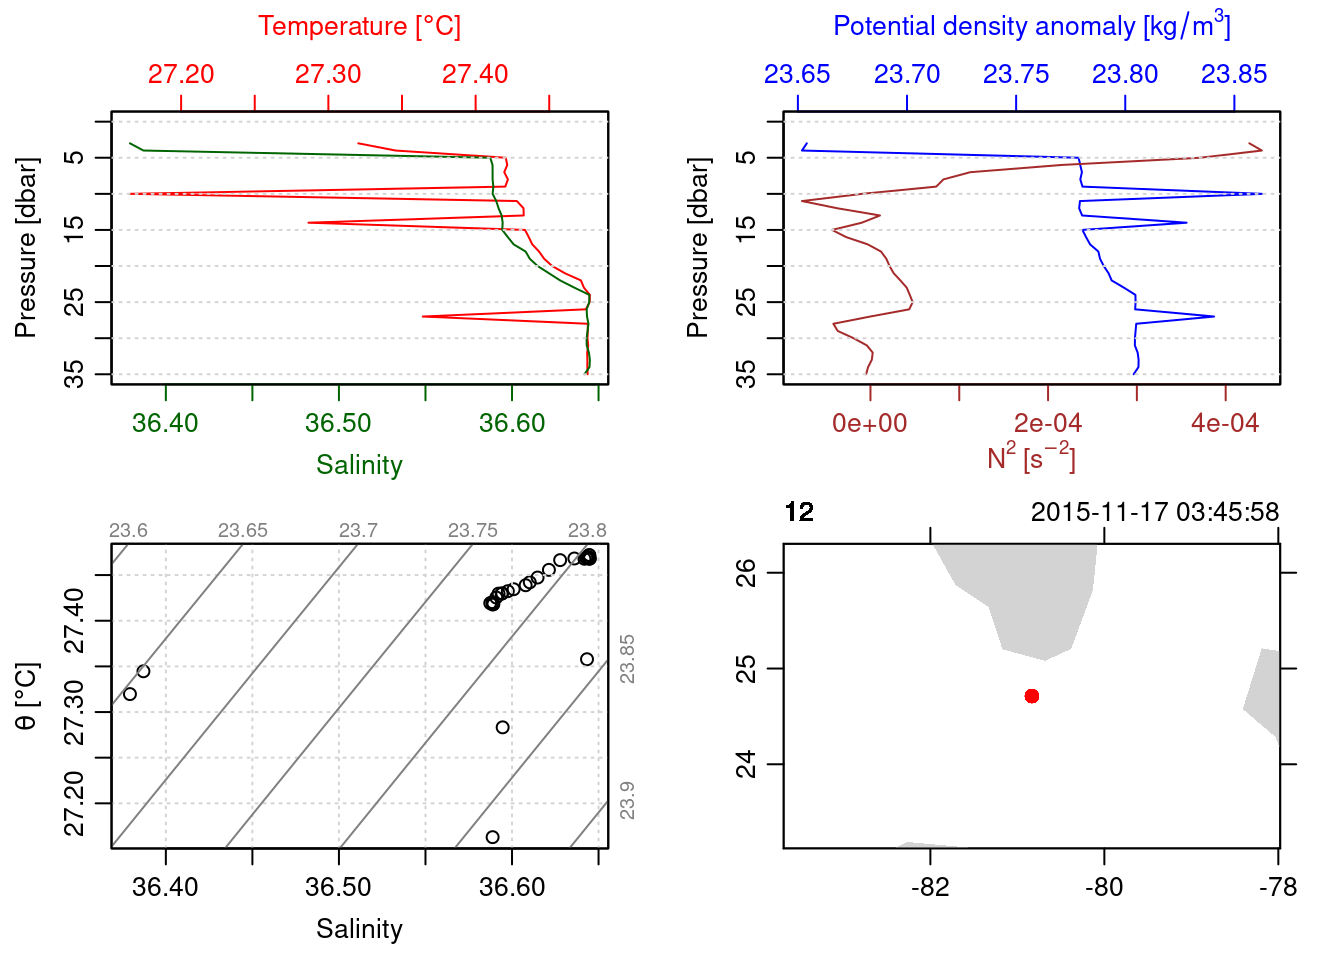 Temperature [°C]
27.20 27.30 27.40
Pressure [dbar]
5 15 25 35
36.40 36.50 36.60
Salinity
Potential density anomaly [kg/m³]
23.65 23.70 23.75 23.80 23.85
Pressure [dbar]
5 15 25 35
0e+00 2e-04 4e-04
N² [s⁻²]
23.6 23.65 23.7 23.75 23.8
23.85
23.9
θ [°C]
27.40 27.30 27.20
36.40 36.50 36.60
Salinity
12 2015-11-17 03:45:58
26 25 24
-82 -80 -78